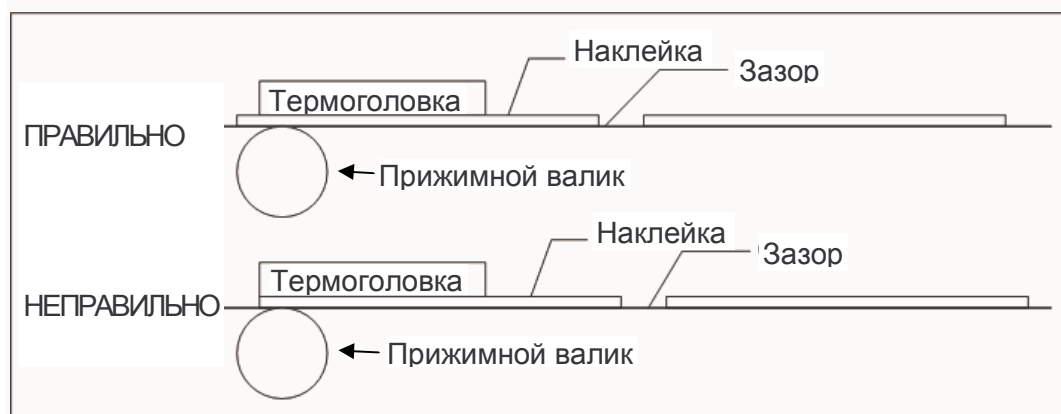 Наклейка
Зазор
Термоголовка
ПРАВИЛЬНО
Прижимной валик
Наклейка
Зазор
Термоголовка
НЕПРАВИЛЬНО
Прижимной валик